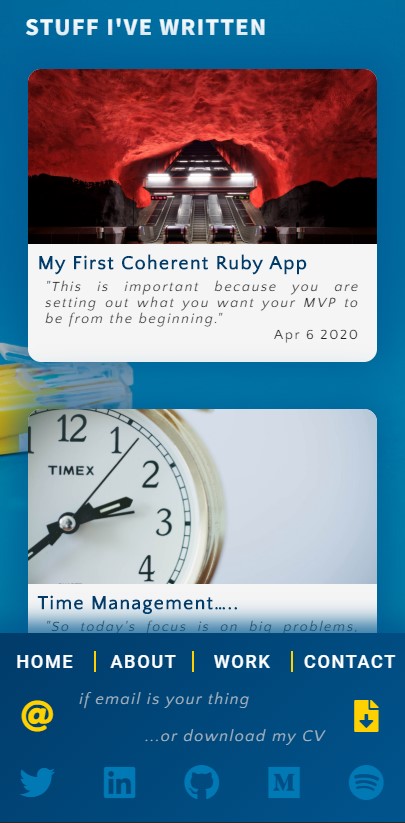 STUFF I'VE WRITTEN
My First Coherent Ruby App
"This is important because you are
setting out what you want your MVP to
be from the beginning."
Apr 6 2020
12
TIMEX
2
3
4
Time Management.....
"So today's focus is on big problems,
HOME ABOUT WORK CONTACT
@ if email is your thing
...or download my CV
in M